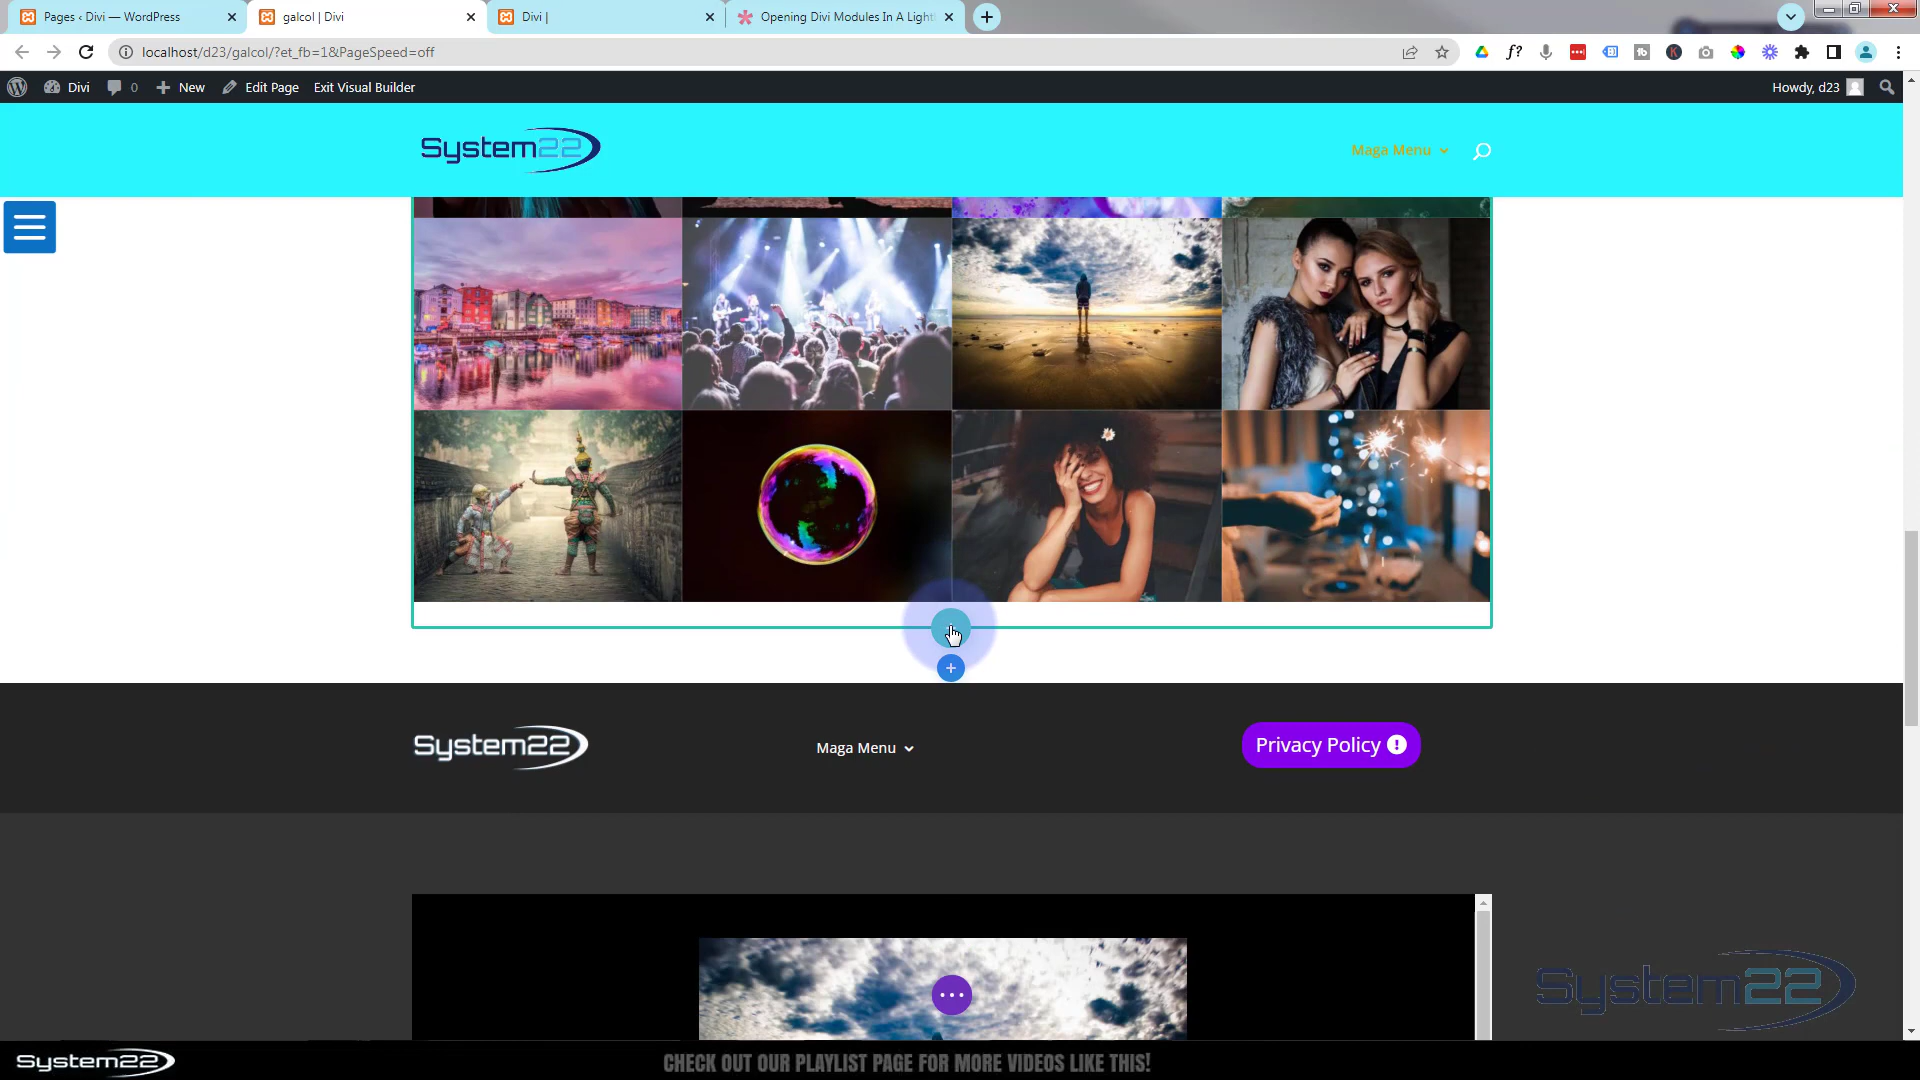 Pages ‹ Divi — WordPress
galcol | Divi
Divi |
Opening Divi Modules In A Light
localhost/d23/galcol/?et_fb=1&PageSpeed=off
Divi
0
New
Edit Page
Exit Visual Builder
Howdy, d23
System22
Maga Menu
System22
Maga Menu
Privacy Policy
System22
System22
CHECK OUT OUR PLAYLIST PAGE FOR MORE VIDEOS LIKE THIS!